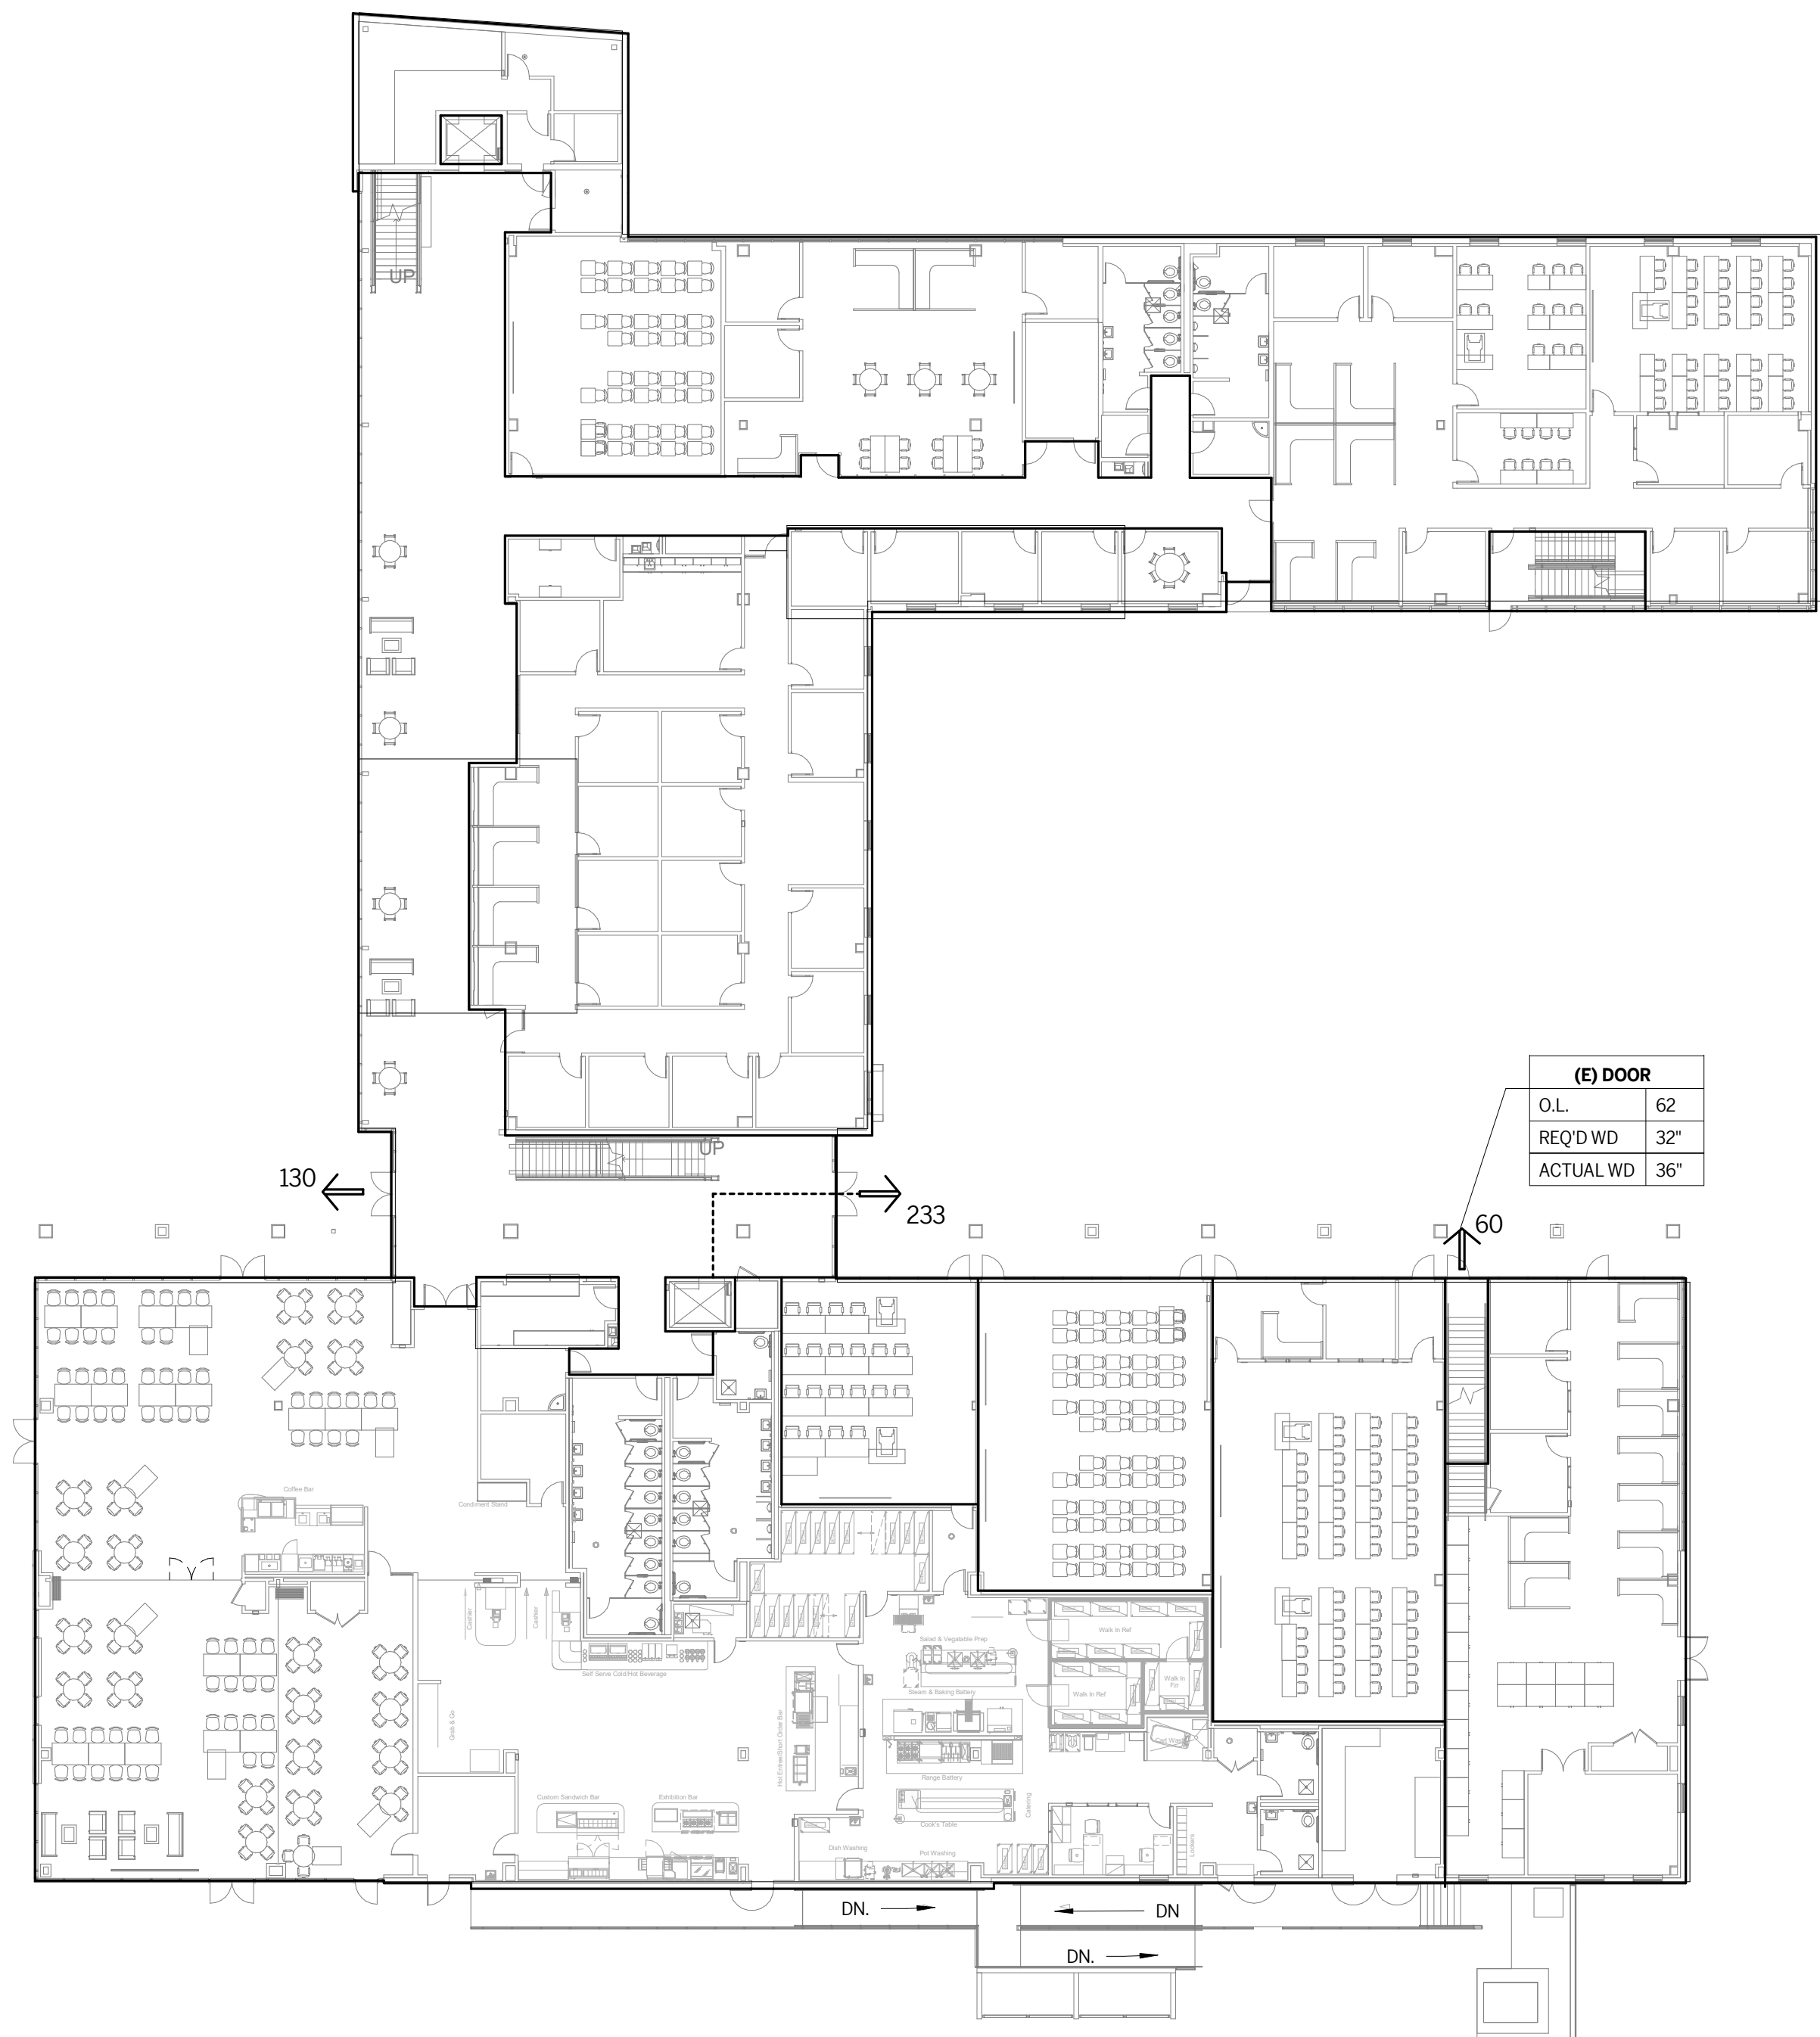 UP
(E) DOOR
O.L. 62
REQ'D WD 32"
ACTUAL WD 36"
UP
130
233
60
Coffee Bar
Condiment Stand
Cashier
Cashier
Self Serve Cold/Hot Beverage
Salad & Vegatable Prep
Walk In Ref
Steam & Baking Battery
Walk In Ref
Walk In
Fzr
Grab & Go
Hot Entree/Short Order Bar
Cart Wash
Range Battery
Custom Sandwich Bar
Exhibition Bar
Cook's Table
Catering
Lockers
Dish Washing
Pot Washing
DN.
DN
DN.